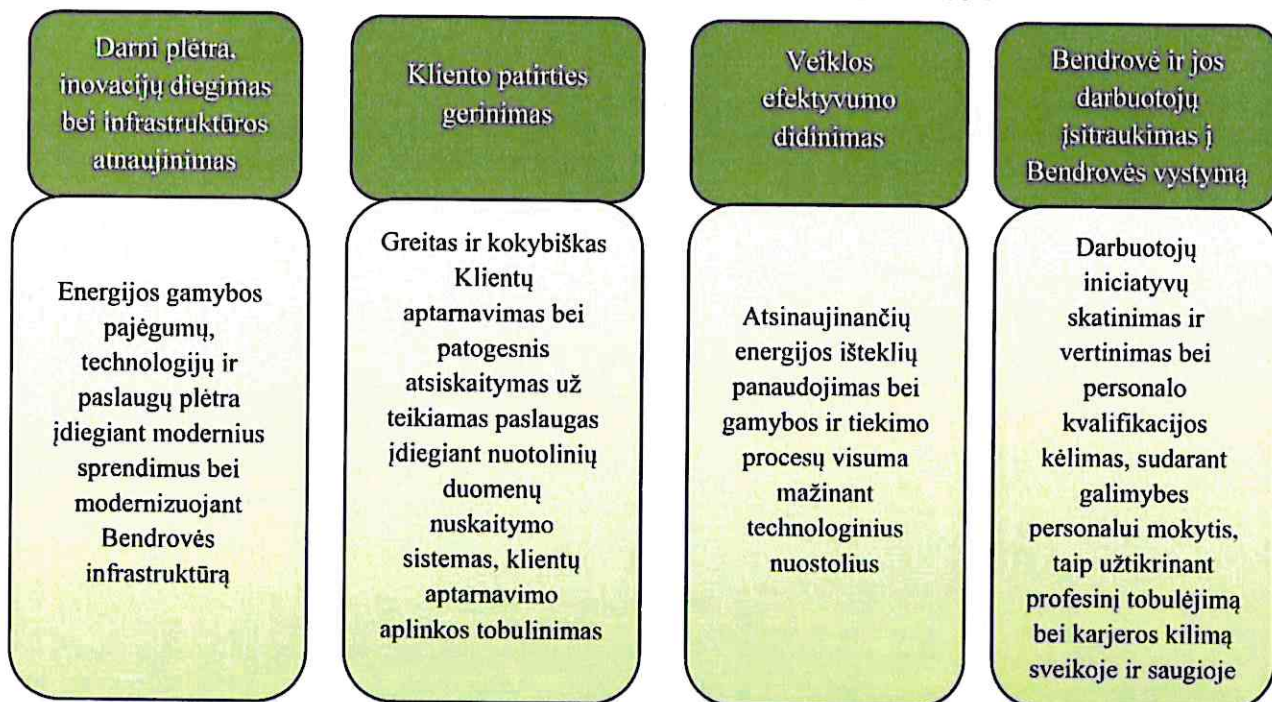 Darni plėtra,
inovacijų diegimas
bei infrastruktūros
atnaujinimas
Energijos gamybos
pajėgumų,
technologijų ir
paslaugų plėtra
įdiegiant modernius
sprendimus bei
modernizuojant
Bendrovės
infrastruktūrą
Kliento patirties
gerinimas
Greitas ir kokybiškas
Klientų
aptarnavimas bei
patogesnis
atsiskaitymas už
teikiamas paslaugas
įdiegiant nuotolinių
duomenų
nuskaitymo
sistemas, klientų
aptarnavimo
aplinkos tobulinimas
Veiklos
efektyvumo
didinimas
Atsinaujinančių
energijos išteklių
panaudojimas bei
gamybos ir tiekimo
procesų visuma
mažinant
technologinius
nuostolius
Bendrovė ir jos
darbuotojų
įsitraukimas į
Bendrovės vystymą
Darbuotojų
iniciatyvų
skatinimas ir
vertinimas bei
personalo
kvalifikacijos
kėlimas, sudarant
galimybes
personalui mokytis,
taip užtikrinant
profesinį tobulėjimą
bei karjeros kilimą
sveikoje ir saugioje